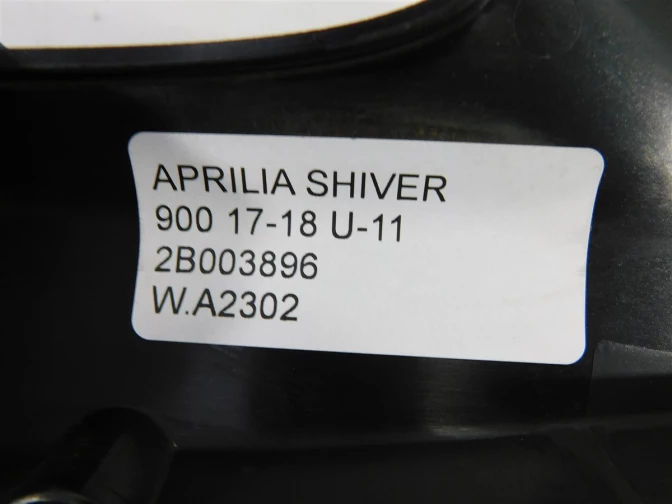 APRILIA SHIVER
900 17-18 U-11
2B003896
W.A2302